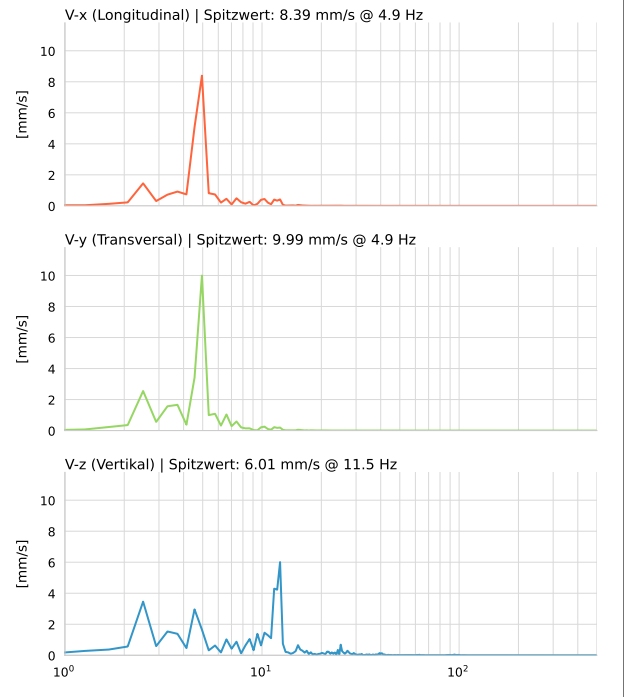 V-x (Longitudinal) | Spitzwert: 8.39 mm/s @ 4.9 Hz
10
8
6
4
2
0
[mm/s]
V-y (Transversal) | Spitzwert: 9.99 mm/s @ 4.9 Hz
10
8
6
4
2
0
[mm/s]
V-z (Vertikal) | Spitzwert: 6.01 mm/s @ 11.5 Hz
10
8
6
4
2
0
[mm/s]
10⁰ 10¹ 10²